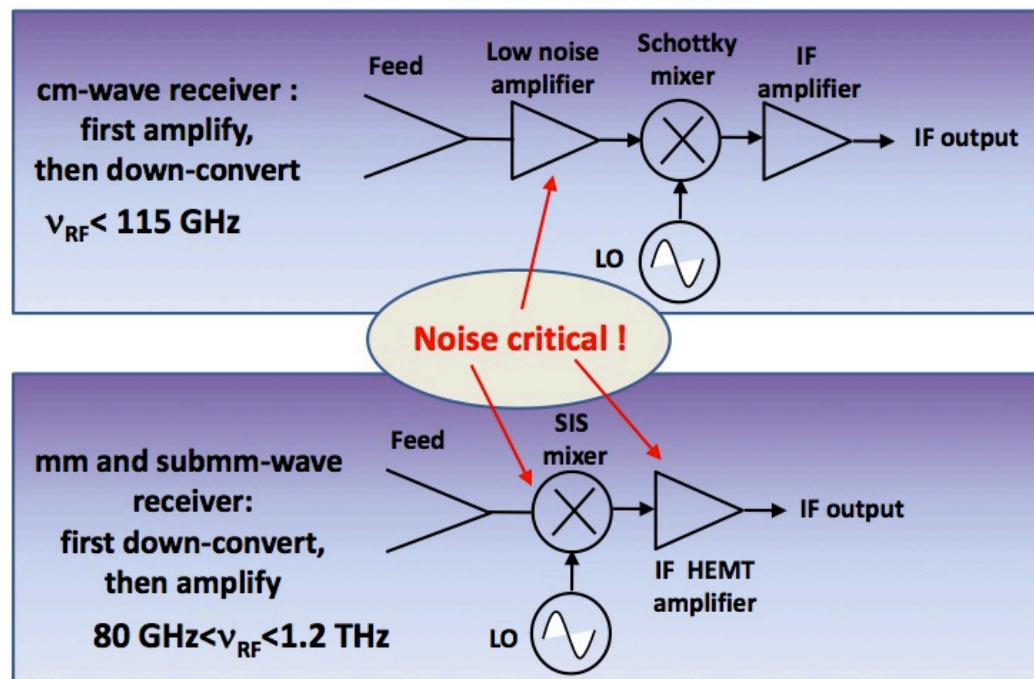 cm-wave receiver :
first amplify,
then down-convert
νRF< 115 GHz
Feed
Low noise
amplifier
Schottky
mixer
IF
amplifier
IF output
LO
Noise critical !
mm and submm-wave
receiver:
first down-convert,
then amplify
80 GHz<νRF<1.2 THz
Feed
SIS
mixer
IF output
IF HEMT
amplifier
LO